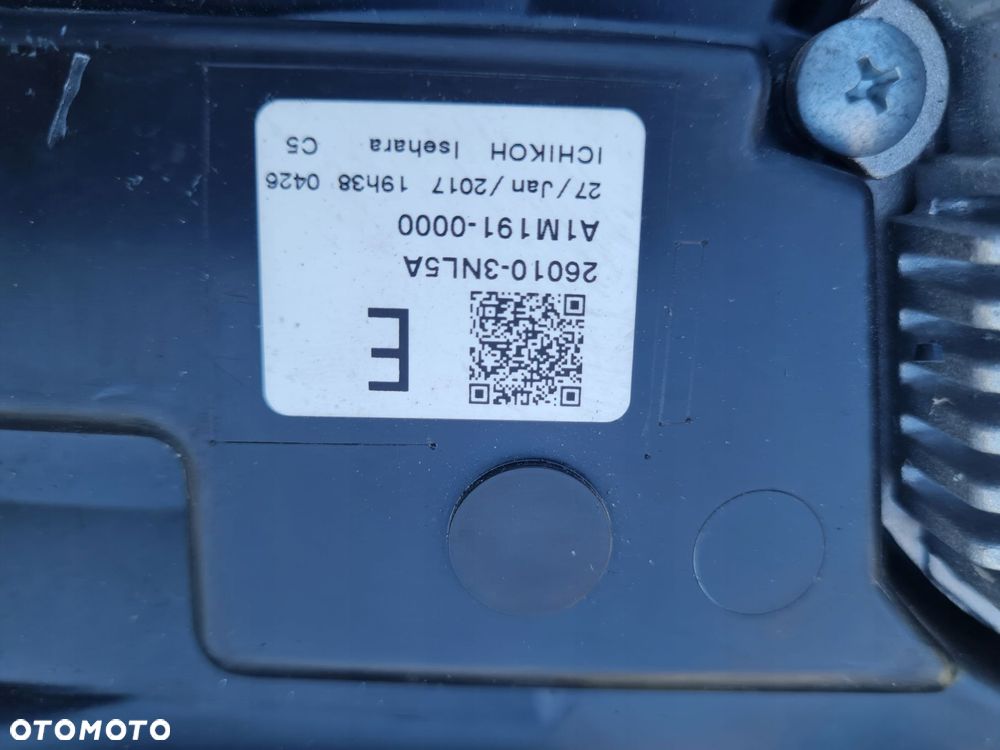 E
26010-3NL5A
A1M191-0000
27/Jan/2017 19h38 0426
ICHIKOH Isehara C5
OTOMOTO